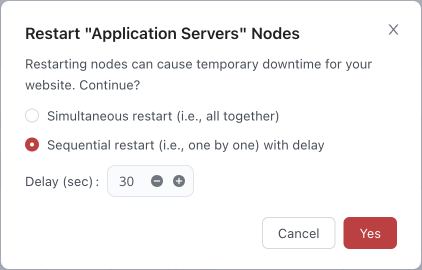 Restart "Application Servers" Nodes
Restarting nodes can cause temporary downtime for your
website. Continue?
Simultaneous restart (i.e., all together)
Sequential restart (i.e., one by one) with delay
Delay (sec) : 30
Cancel Yes